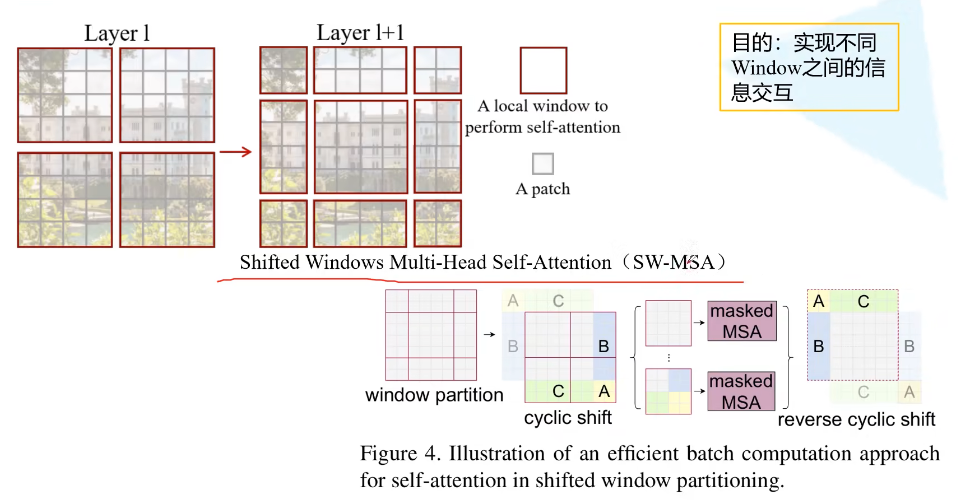 Layer l
Layer l+1
目的：实现不同
Window之间的信
息交互
A local window to
perform self-attention
A patch
Shifted Windows Multi-Head Self-Attention（SW-MSA）
A
C
B
B
C
A
masked
MSA
masked
MSA
A
C
B
B
C
A
window partition
cyclic shift
reverse cyclic shift
Figure 4. Illustration of an efficient batch computation approach
for self-attention in shifted window partitioning.